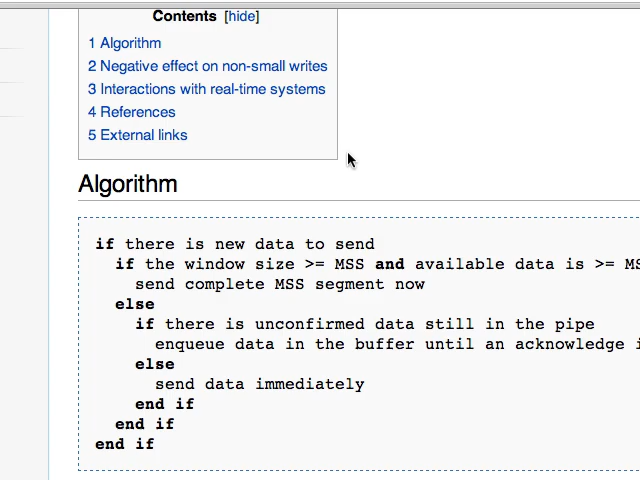 Contents [hide]
1 Algorithm
2 Negative effect on non-small writes
3 Interactions with real-time systems
4 References
5 External links
Algorithm
if there is new data to send
if the window size >= MSS and available data is >= MS
send complete MSS segment now
else
if there is unconfirmed data still in the pipe
enqueue data in the buffer until an acknowledge i
else
send data immediately
end if
end if
end if